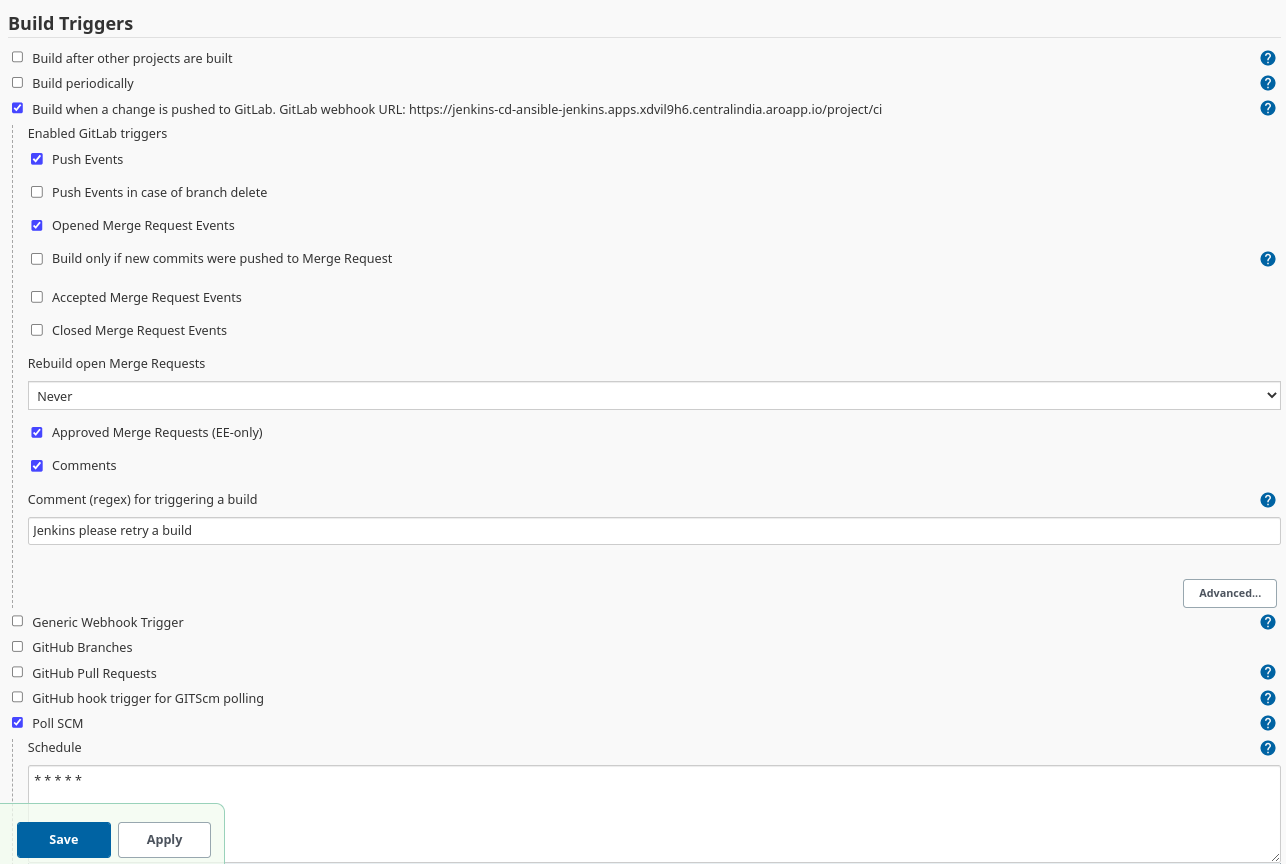 Build Triggers
Build after other projects are built
Build periodically
Build when a change is pushed to GitLab. GitLab webhook URL: https://jenkins-cd-ansible-jenkins.apps.xdvil9h6.centralindia.aroapp.io/project/ci
Enabled GitLab triggers
Push Events
Push Events in case of branch delete
Opened Merge Request Events
Build only if new commits were pushed to Merge Request
Accepted Merge Request Events
Closed Merge Request Events
Rebuild open Merge Requests
Never
Approved Merge Requests (EE-only)
Comments
Comment (regex) for triggering a build
Jenkins please retry a build
Advanced...
Generic Webhook Trigger
GitHub Branches
GitHub Pull Requests
GitHub hook trigger for GITScm polling
Poll SCM
Schedule
* * * * *
Save Apply